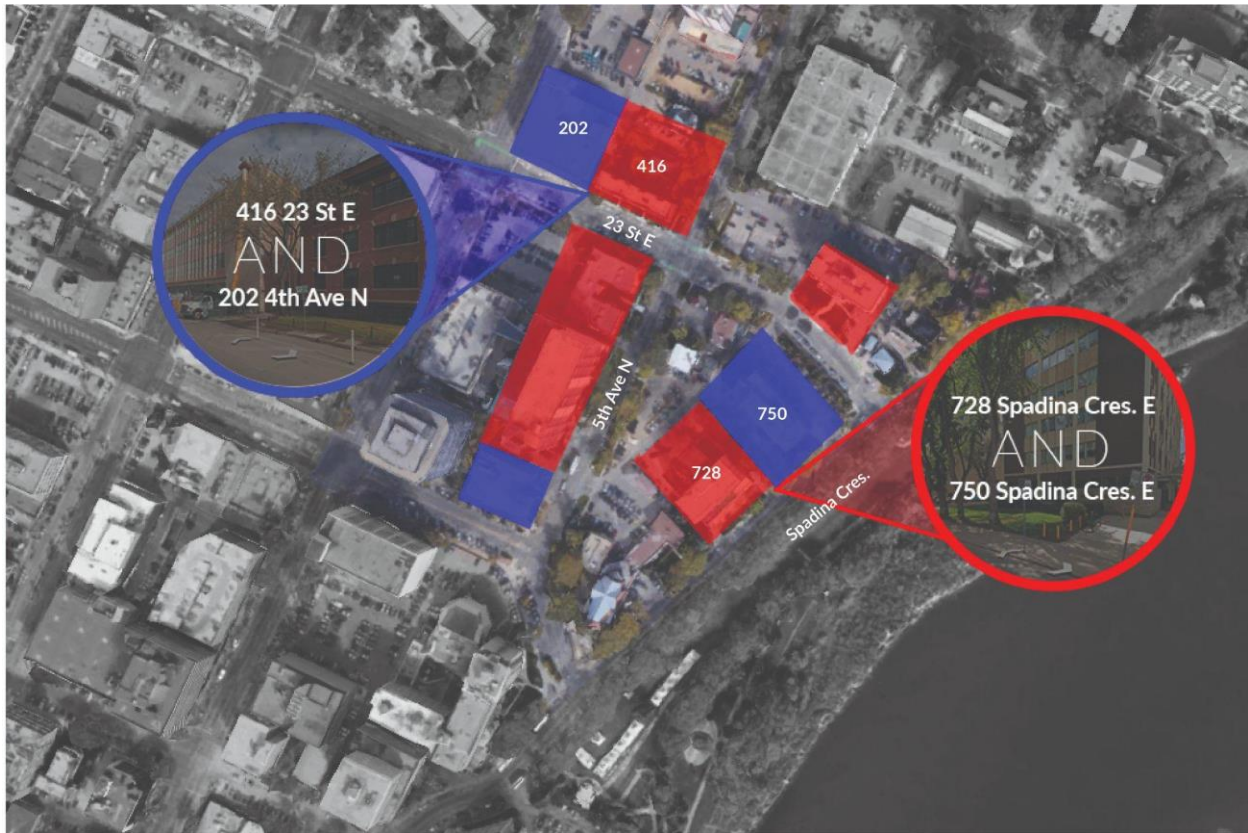 202
416
416 23 St E
AND
202 4th Ave N
23 St E
5th Ave N
750
728
Spadina Cres.
728 Spadina Cres. E
AND
750 Spadina Cres. E